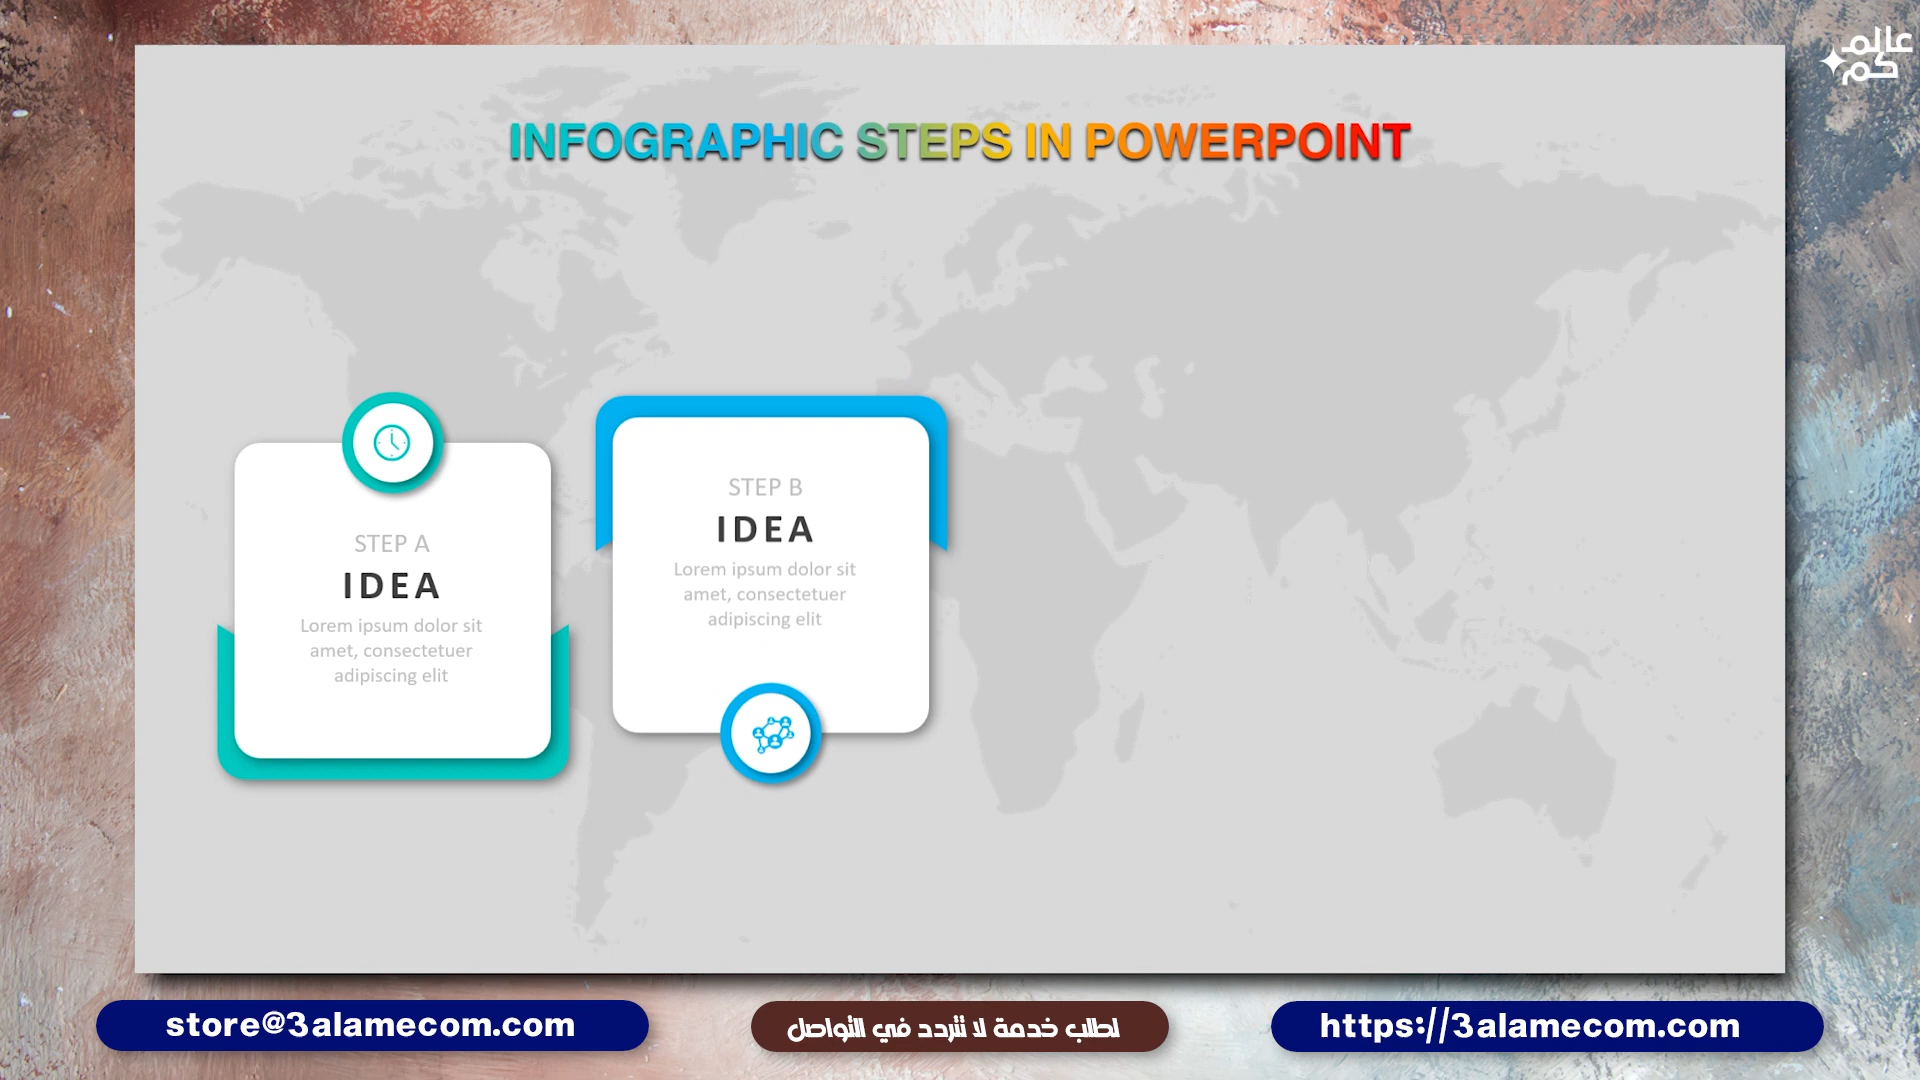 عالم
كم
INFOGRAPHIC STEPS IN POWERPOINT
STEP A
IDEA
Lorem ipsum dolor sit
amet, consectetuer
adipiscing elit
STEP B
IDEA
Lorem ipsum dolor sit
amet, consectetuer
adipiscing elit
store@3alamecom.com
لطلب خدمة لا تتردد في التواصل
https://3alamecom.com